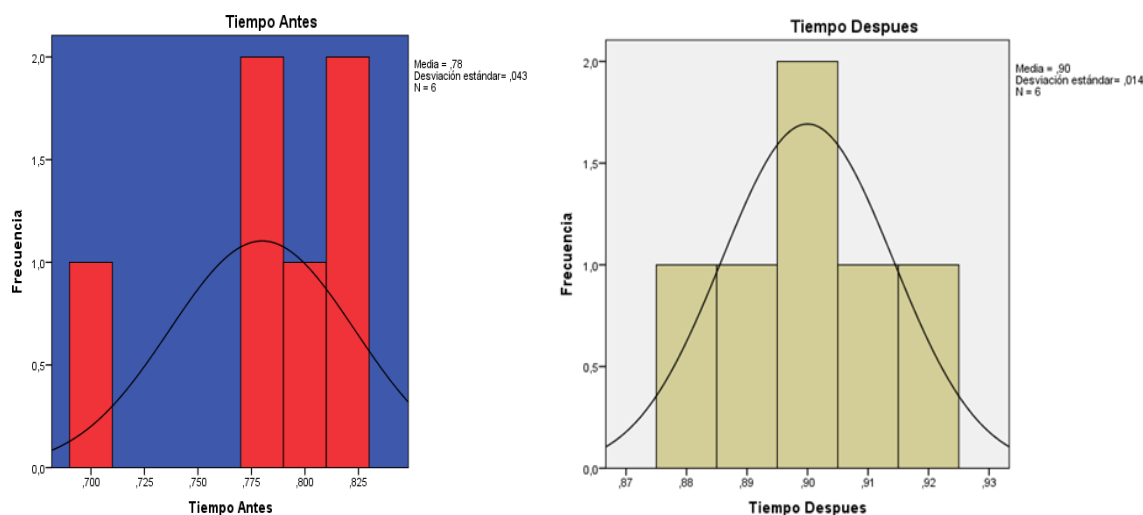 Tiempo Antes
Media = ,78
Desviación estándar= ,043
N = 6
Frecuencia
2,0
1,5
1,0
0,5
0,0
,700 ,725 ,750 ,775 ,800 ,825
Tiempo Antes
Tiempo Despues
Media = ,90
Desviación estándar= ,014
N = 6
Frecuencia
2,0
1,5
1,0
0,5
0,0
,87 ,88 ,89 ,90 ,91 ,92 ,93
Tiempo Despues